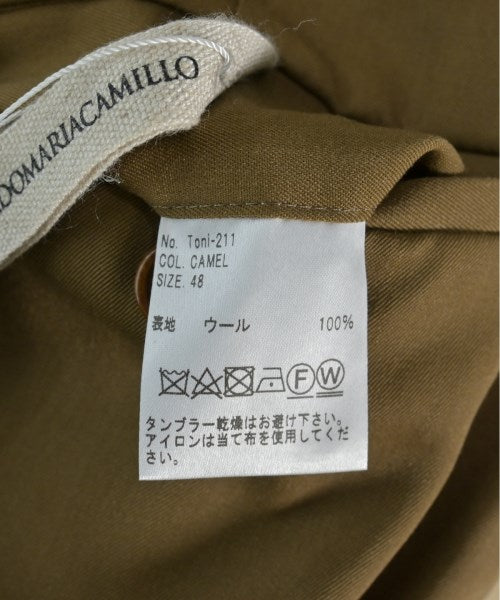 DOMARIACAMILLO
No. Toni-211
COL. CAMEL
SIZE. 48
表地 ウール 100%
F W
タンブラー乾燥はお避け下さい。
アイロンは当て布を使用してくだ
さい。